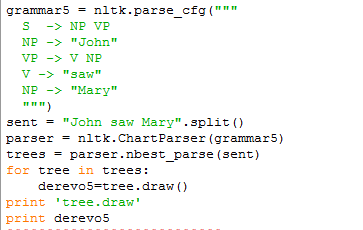 grammar5 = nltk.parse_cfg("""
  S  -> NP VP
  NP -> "John"
  VP -> V NP
  V -> "saw"
  NP -> "Mary"
  """)
sent = "John saw Mary".split()
parser = nltk.ChartParser(grammar5)
trees = parser.nbest_parse(sent)
for tree in trees:
    derevo5=tree.draw()
print 'tree.draw'
print derevo5